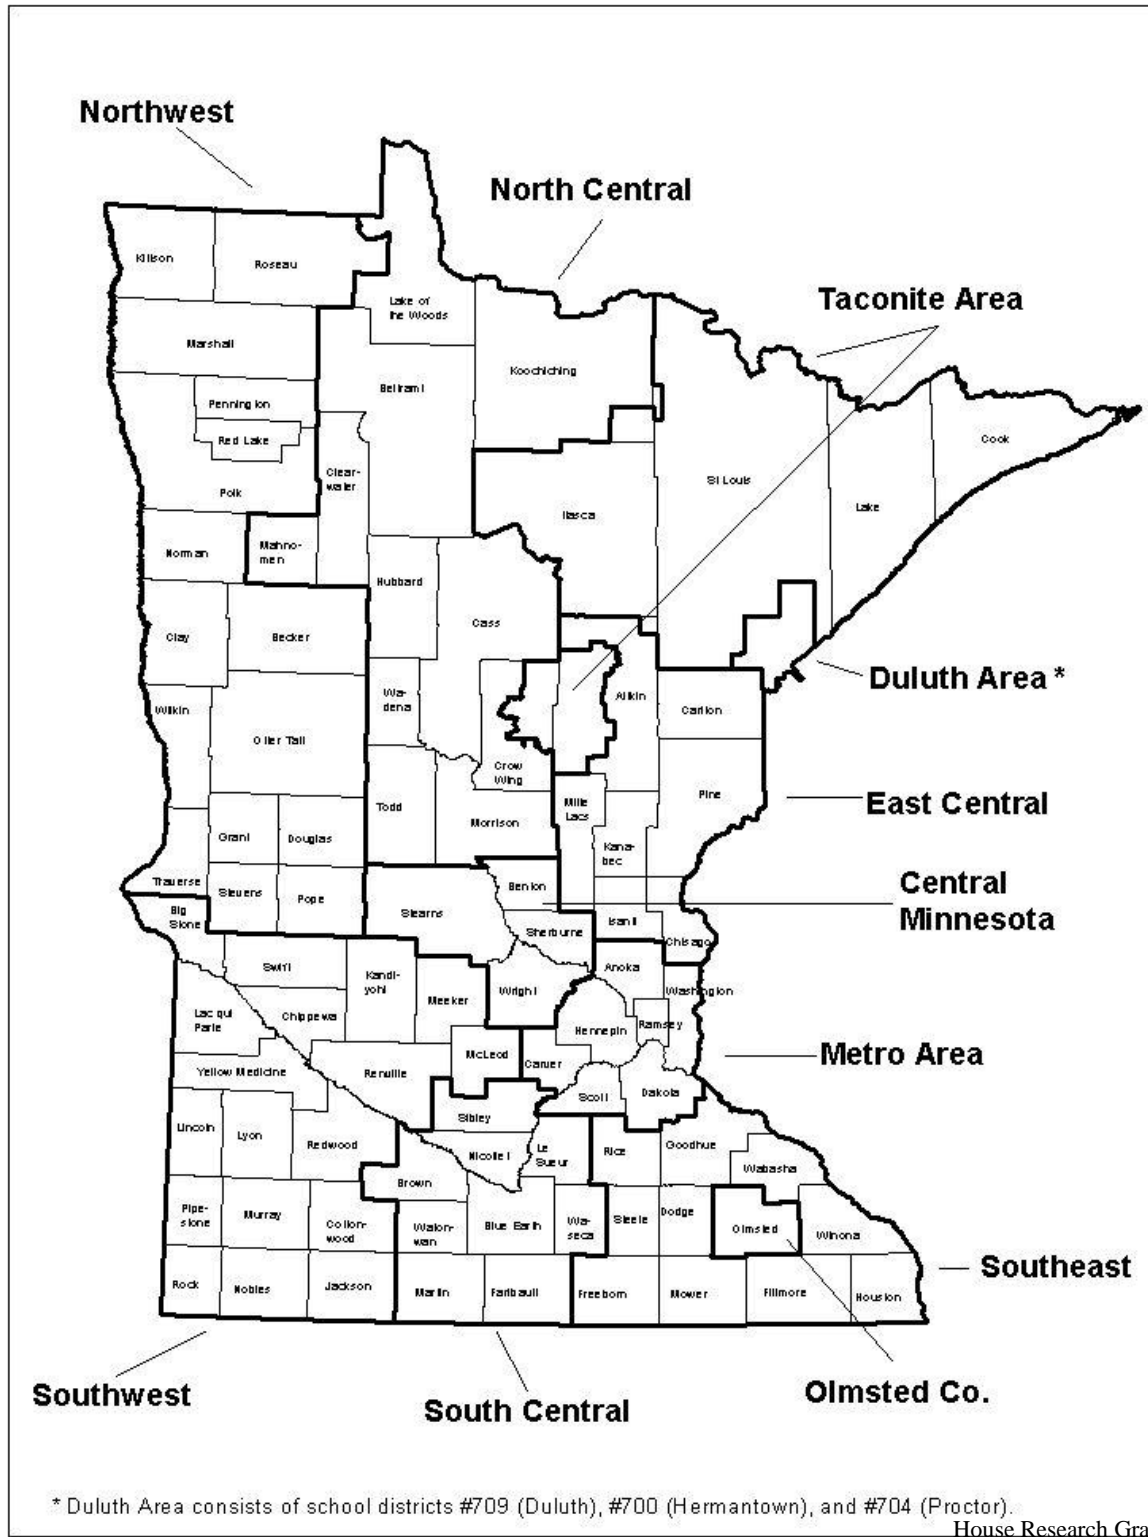 Northwest
North Central
Taconite Area
Kittson
Roseau
Lake of
the Woods
Marshall
Koochiching
Beltrami
Pennington
Red Lake
Clear-
water
Cook
Polk
St Louis
Lake
Itasca
Norman
Mahno-
men
Hubbard
Cass
Clay
Becker
Duluth Area *
Wa-
dena
Aitkin
Carlton
Wilkin
Otter Tail
Crow
Wing
Pine
East Central
Todd
Morrison
Mille
Lacs
Grant
Douglas
Kana-
bec
Traverse
Stevens
Pope
Benton
Central
Minnesota
Big
Stone
Stearns
Sherburne
Isanti
Chisago
Swift
Kandi-
yohi
Meeker
Wright
Anoka
Washington
Lac qui
Parle
Chippewa
Hennepin
Ramsey
Metro Area
Yellow Medicine
Renville
McLeod
Carver
Scott
Dakota
Lincoln
Lyon
Redwood
Sibley
Nicollet
Le
Sueur
Rice
Goodhue
Wabasha
Brown
Pipe-
stone
Murray
Cotton-
wood
Waton-
wan
Blue Earth
Wa-
seca
Steele
Dodge
Olmsted
Winona
Southeast
Rock
Nobles
Jackson
Martin
Faribault
Freeborn
Mower
Fillmore
Houston
Southwest
South Central
Olmsted Co.
* Duluth Area consists of school districts #709 (Duluth), #700 (Hermantown), and #704 (Proctor).
House Research Gra